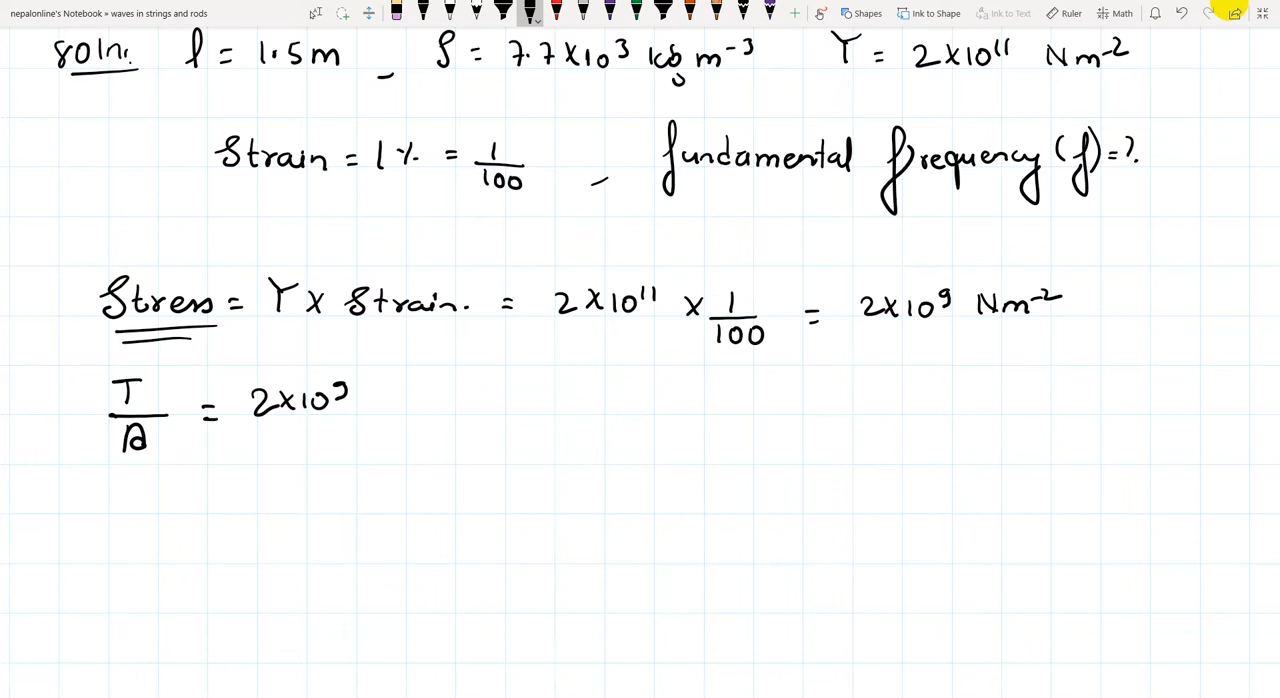 nepalonline's Notebook » waves in strings and rods
Shapes Ink to Shape Ink to Text Ruler Math
Soln. l = 1.5m , ρ = 7.7×10³ kg m⁻³ Y = 2×10¹¹ Nm⁻²
Strain = 1% = 1/100 , fundamental frequency (f) = ?.
Stress = Y × Strain. = 2×10¹¹ × 1/100 = 2×10⁹ Nm⁻²
T/A = 2×10⁹